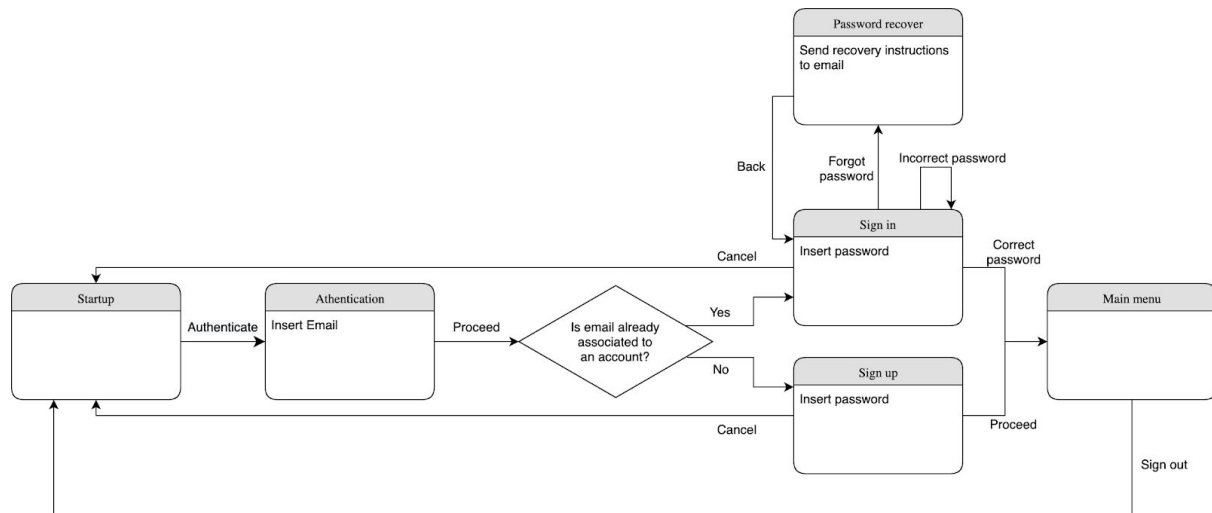 Password recover
Send recovery instructions
to email
Back
Forgot
password
Incorrect password
Sign in
Insert password
Correct
password
Cancel
Startup
Authenticate
Athentication
Insert Email
Proceed
Is email already
associated to
an account?
Yes
No
Main menu
Sign up
Insert password
Cancel
Proceed
Sign out